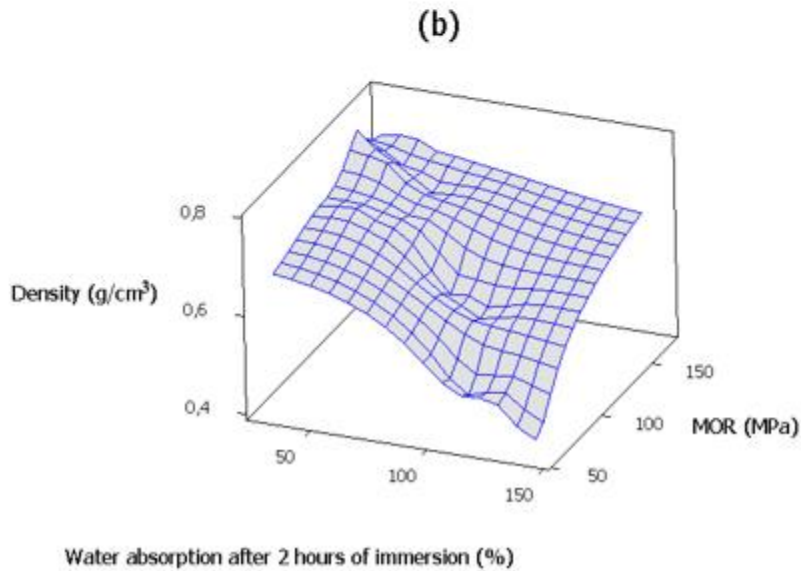 (b)
0,8
Density (g/cm³)
0,6
0,4
50
100
150
50
100
150
MOR (MPa)
Water absorption after 2 hours of immersion (%)